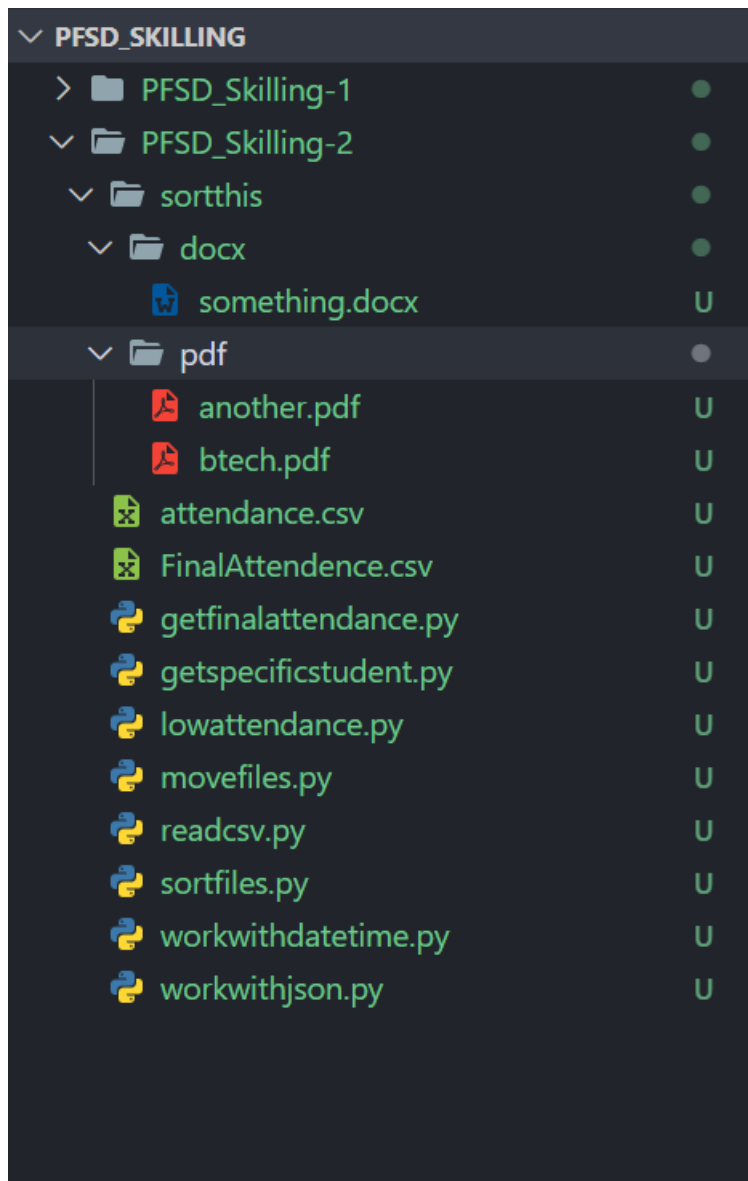 PFSD_SKILLING
PFSD_Skilling-1
PFSD_Skilling-2
sortthis
docx
something.docx U
pdf
another.pdf U
btech.pdf U
attendance.csv U
FinalAttendence.csv U
getfinalattendance.py U
getspecificstudent.py U
lowattendance.py U
movefiles.py U
readcsv.py U
sortfiles.py U
workwithdatetime.py U
workwithjson.py U